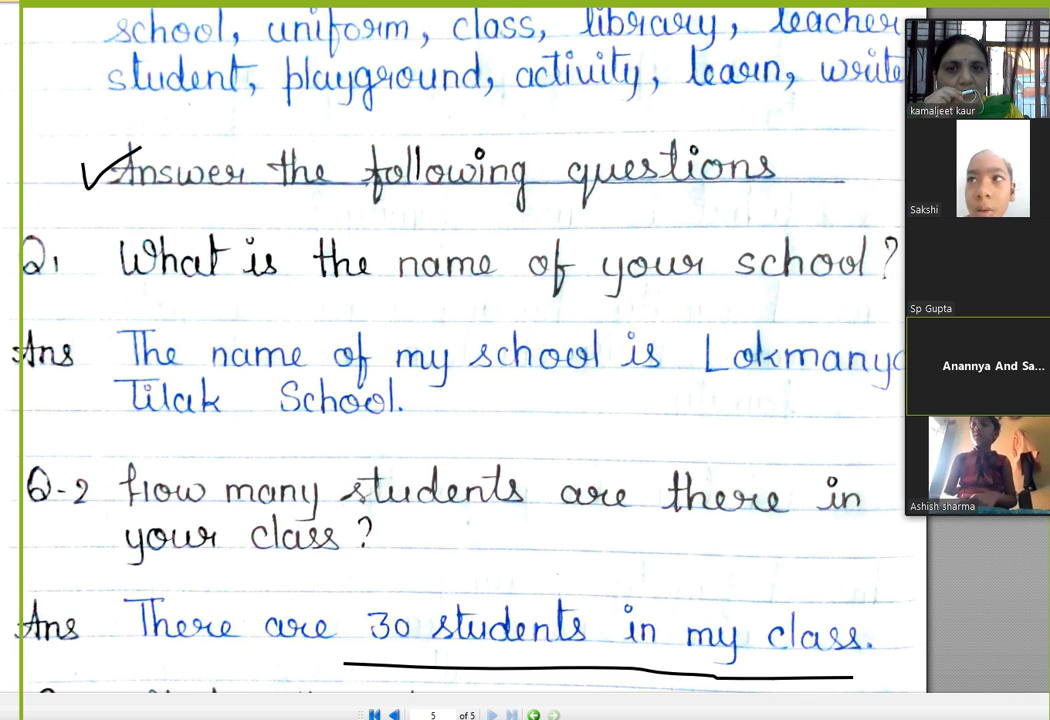 school, uniform, class, library, teacher
student, playground, activity, learn, write
Answer the following questions
Q1 What is the name of your school?
Ans The name of my school is Lokmanya
Tilak School.
Q-2 How many students are there in
your class?
Ans There are 30 students in my class.
kamaljeet kaur
Sakshi
Sp Gupta
Anannya And Sa...
Ashish sharma
5 of 5